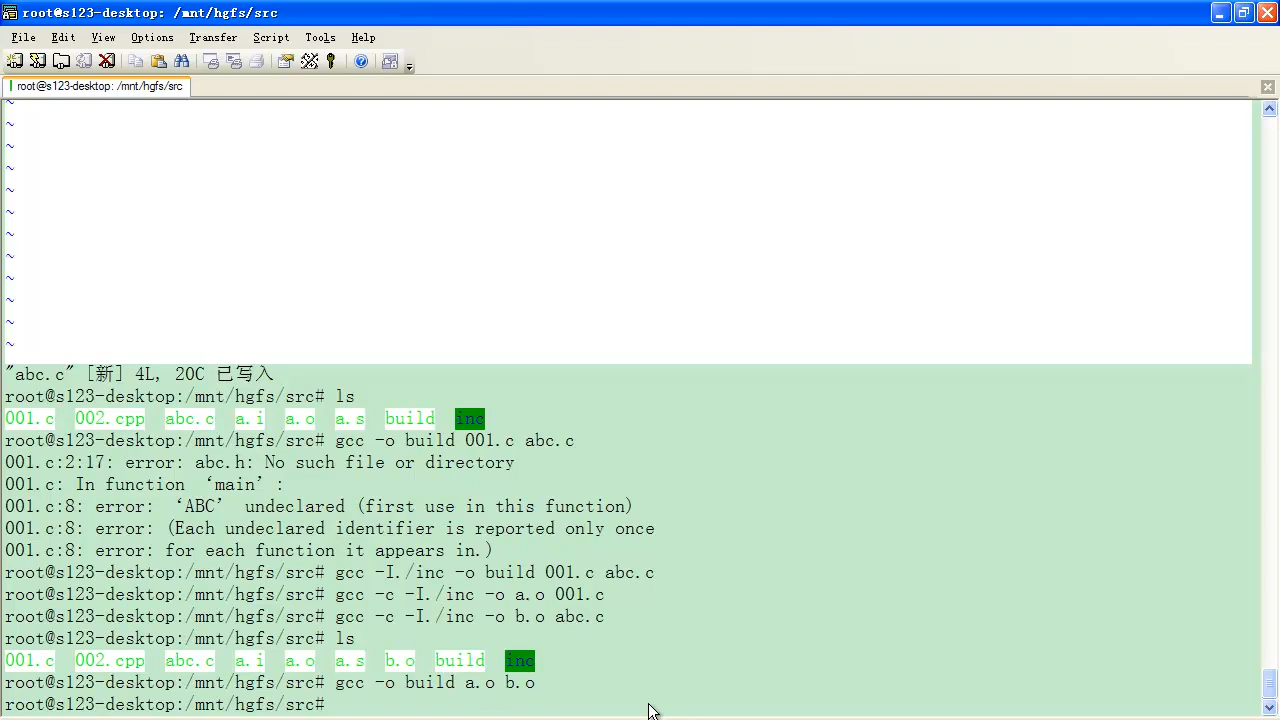 root@s123-desktop: /mnt/hgfs/src
File Edit View Options Transfer Script Tools Help
root@s123-desktop: /mnt/hgfs/src
~
~
~
~
~
~
~
~
~
~
~
~
"abc.c" [新] 4L, 20C 已写入
root@s123-desktop:/mnt/hgfs/src# ls
001.c 002.cpp abc.c a.i a.o a.s build inc
root@s123-desktop:/mnt/hgfs/src# gcc -o build 001.c abc.c
001.c:2:17: error: abc.h: No such file or directory
001.c: In function ‘main’:
001.c:8: error: ‘ABC’ undeclared (first use in this function)
001.c:8: error: (Each undeclared identifier is reported only once
001.c:8: error: for each function it appears in.)
root@s123-desktop:/mnt/hgfs/src# gcc -I./inc -o build 001.c abc.c
root@s123-desktop:/mnt/hgfs/src# gcc -c -I./inc -o a.o 001.c
root@s123-desktop:/mnt/hgfs/src# gcc -c -I./inc -o b.o abc.c
root@s123-desktop:/mnt/hgfs/src# ls
001.c 002.cpp abc.c a.i a.o a.s b.o build inc
root@s123-desktop:/mnt/hgfs/src# gcc -o build a.o b.o
root@s123-desktop:/mnt/hgfs/src#